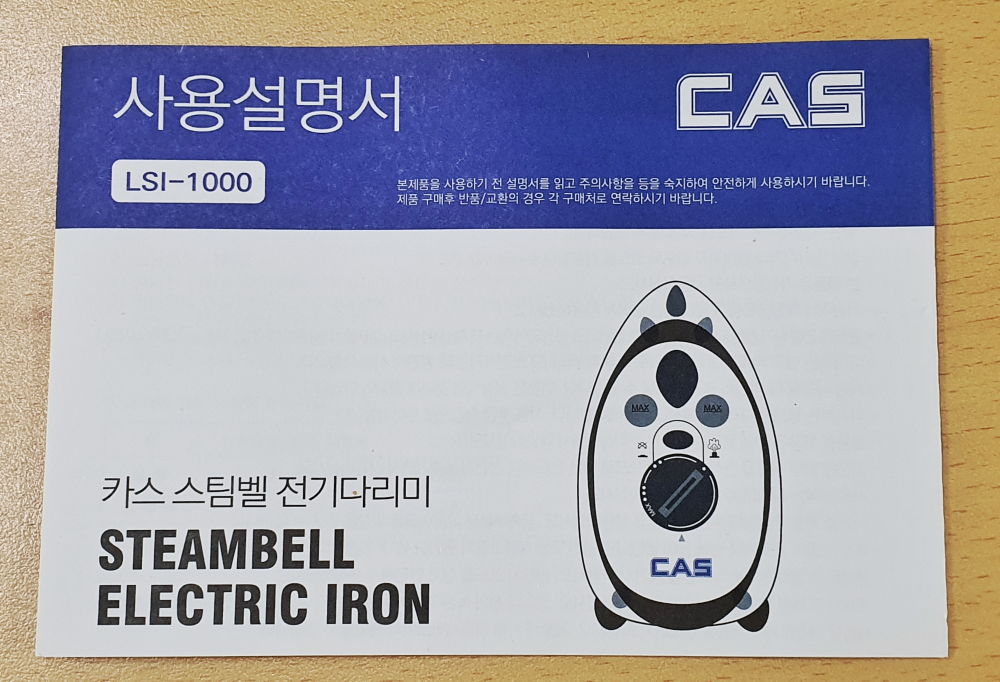 사용설명서
CAS
LSI-1000
본제품을 사용하기 전 설명서를 읽고 주의사항을 등을 숙지하여 안전하게 사용하시기 바랍니다.
제품 구매후 반품/교환의 경우 각 구매처로 연락하시기 바랍니다.
MAX
MAX
MAX
CAS
카스 스팀벨 전기다리미
STEAMBELL
ELECTRIC IRON